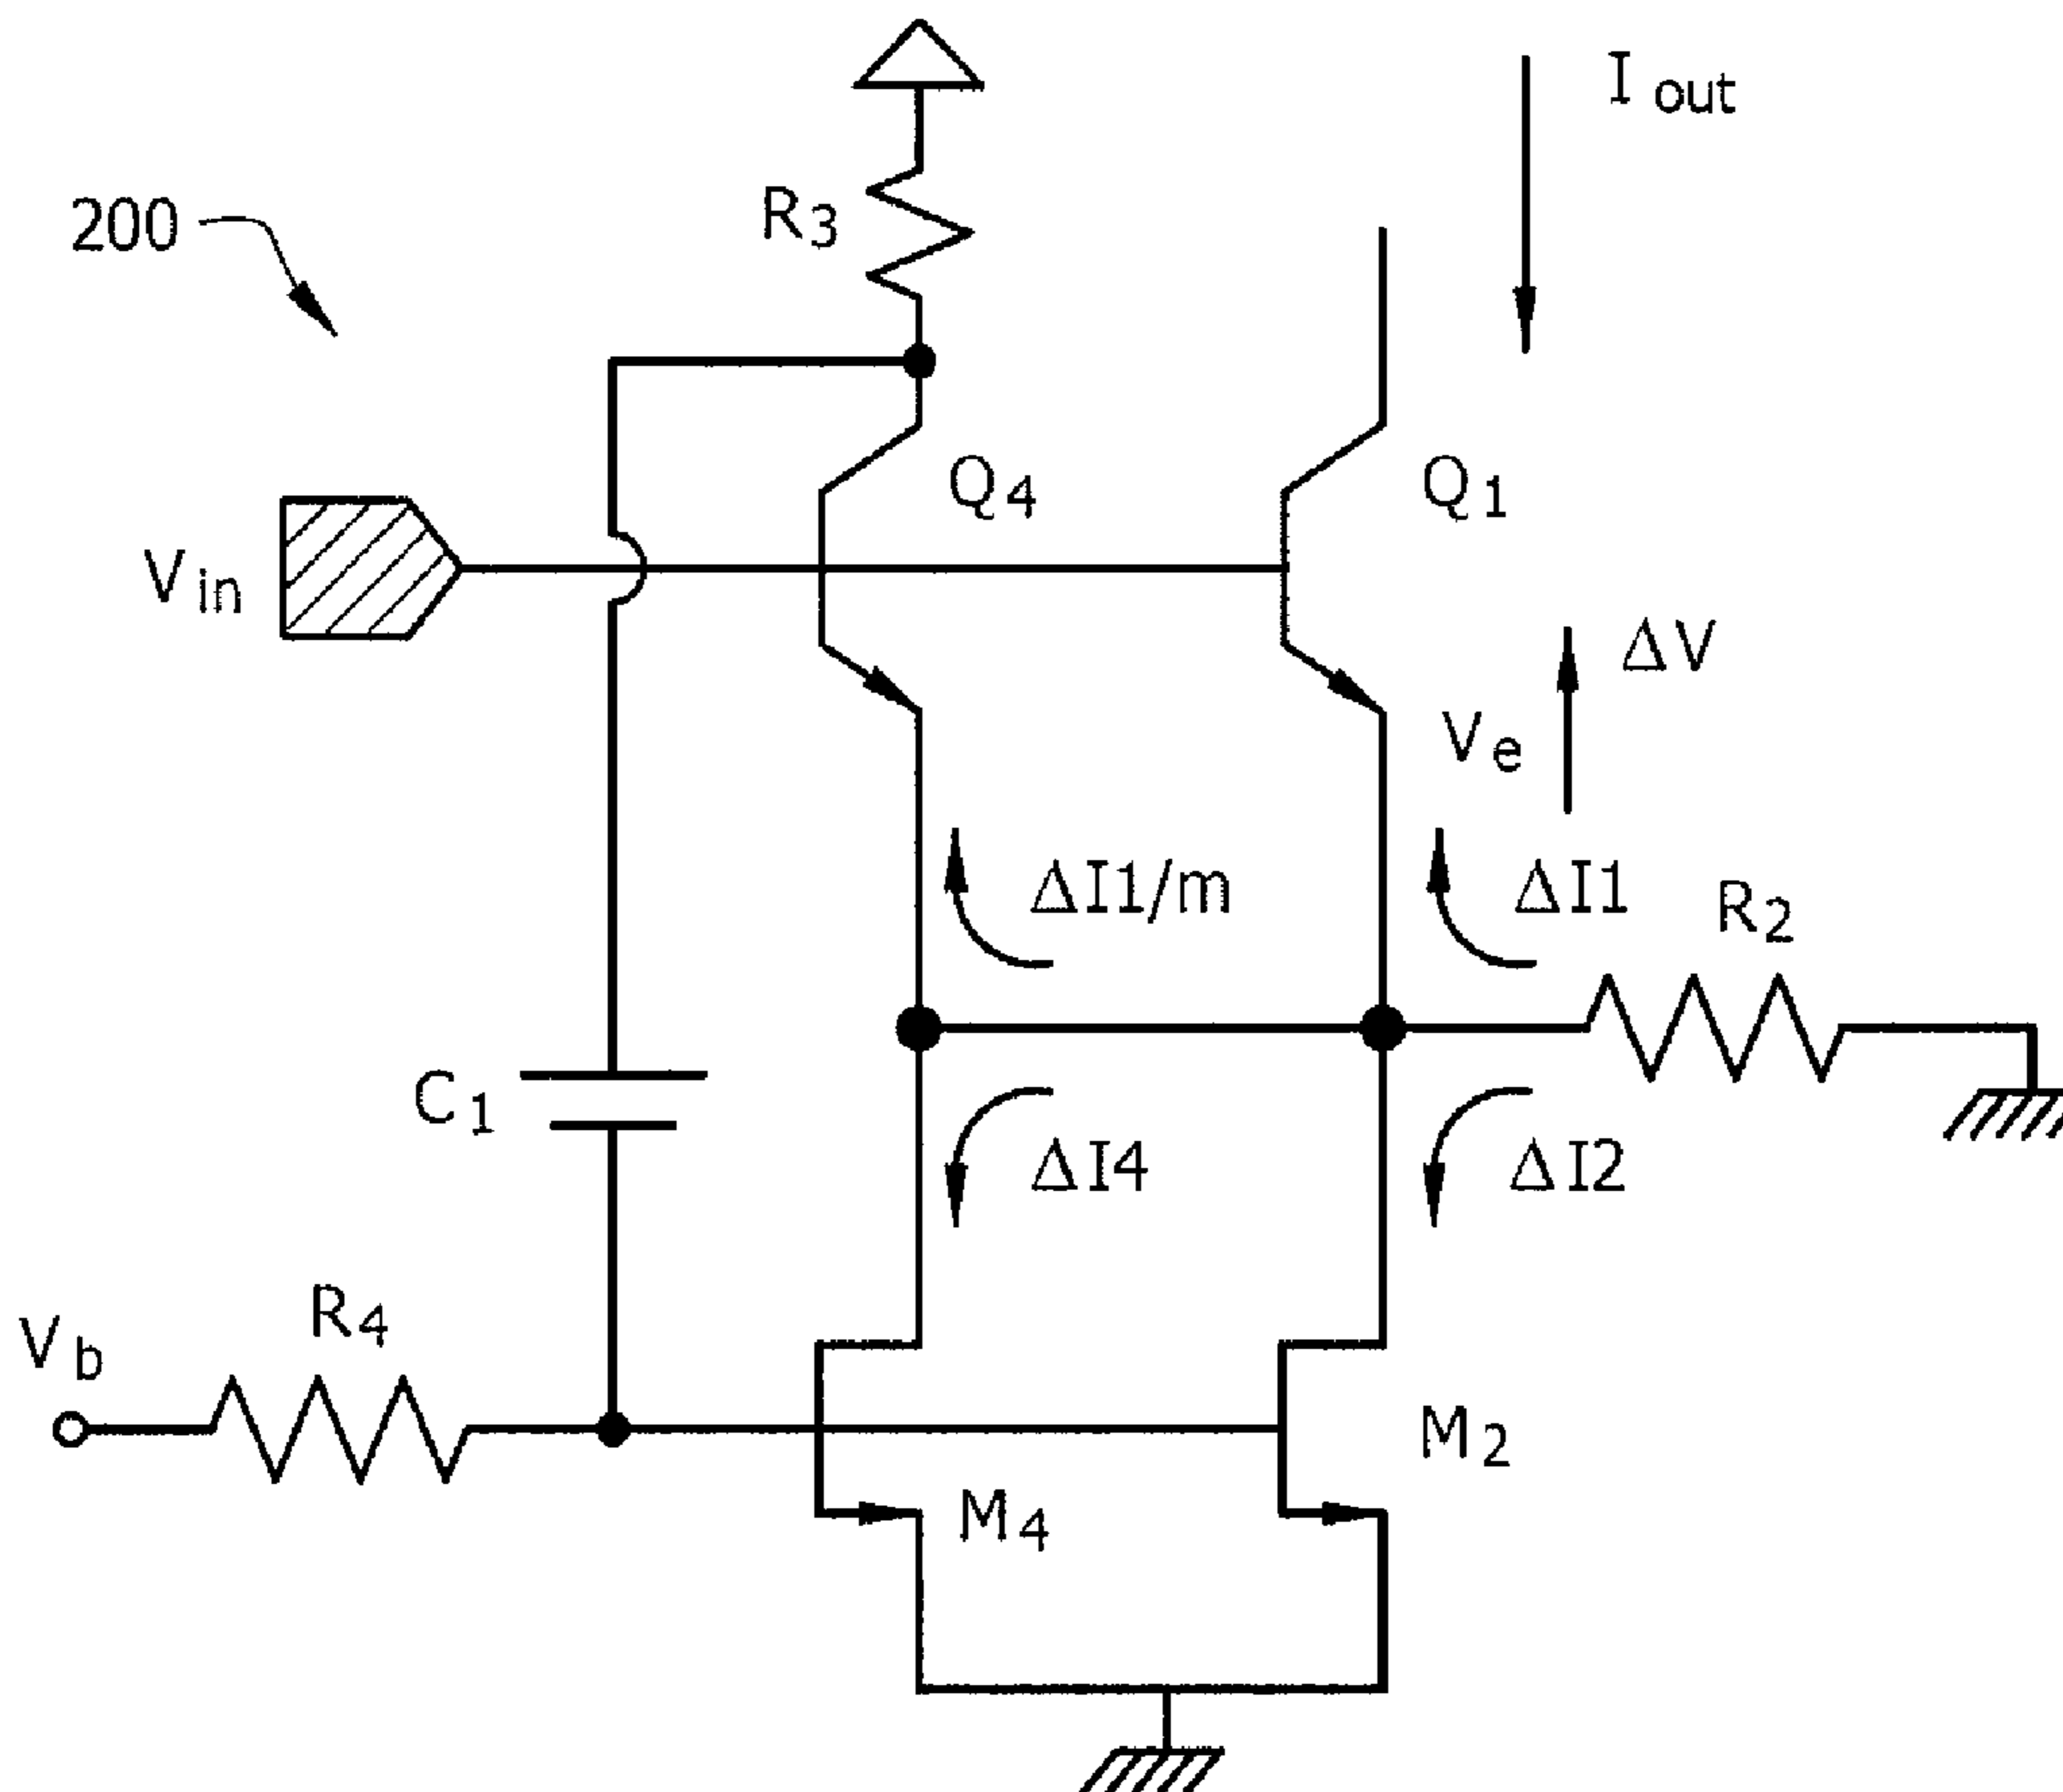 I out
R3
200
Q4
Q1
Vin
ΔV
Ve
ΔI1/m
ΔI1
R2
C1
ΔI4
ΔI2
R4
Vb
M2
M4